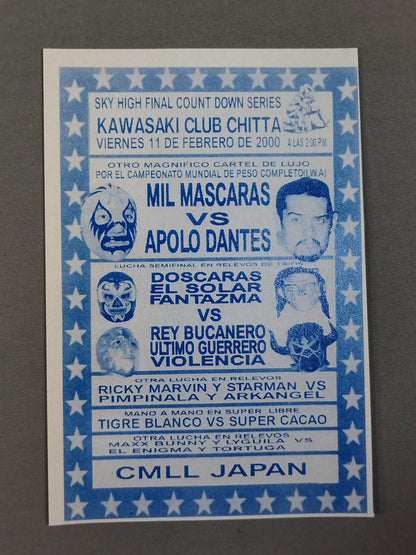 SKY HIGH FINAL COUNT DOWN SERIES
KAWASAKI CLUB CHITTA
VIERNES 11 DE FEBRERO DE 2000 A LAS 2:00 P.M.
OTRO MAGNIFICO CARTEL DE LUJO
POR EL CAMPEONATO MUNDIAL DE PESO COMPLETO(I.W.A)
MIL MASCARAS
VS
APOLO DANTES
LUCHA SEMIFINAL EN RELEVOS DE TRIOS
DOSCARAS
EL SOLAR
FANTAZMA
VS
REY BUCANERO
ULTIMO GUERRERO
VIOLENCIA
OTRA LUCHA EN RELEVOR
RICKY MARVIN Y STARMAN VS
PIMPINALA Y ARKANGEL
MANO A MANO EN SUPER LIBRE
TIGRE BLANCO VS SUPER CACAO
OTRA LUCHA EN RELEVOS
MAXX BUNNY Y LYGUILA VS
EL ENIGMA Y TORTUGA
CMLL JAPAN